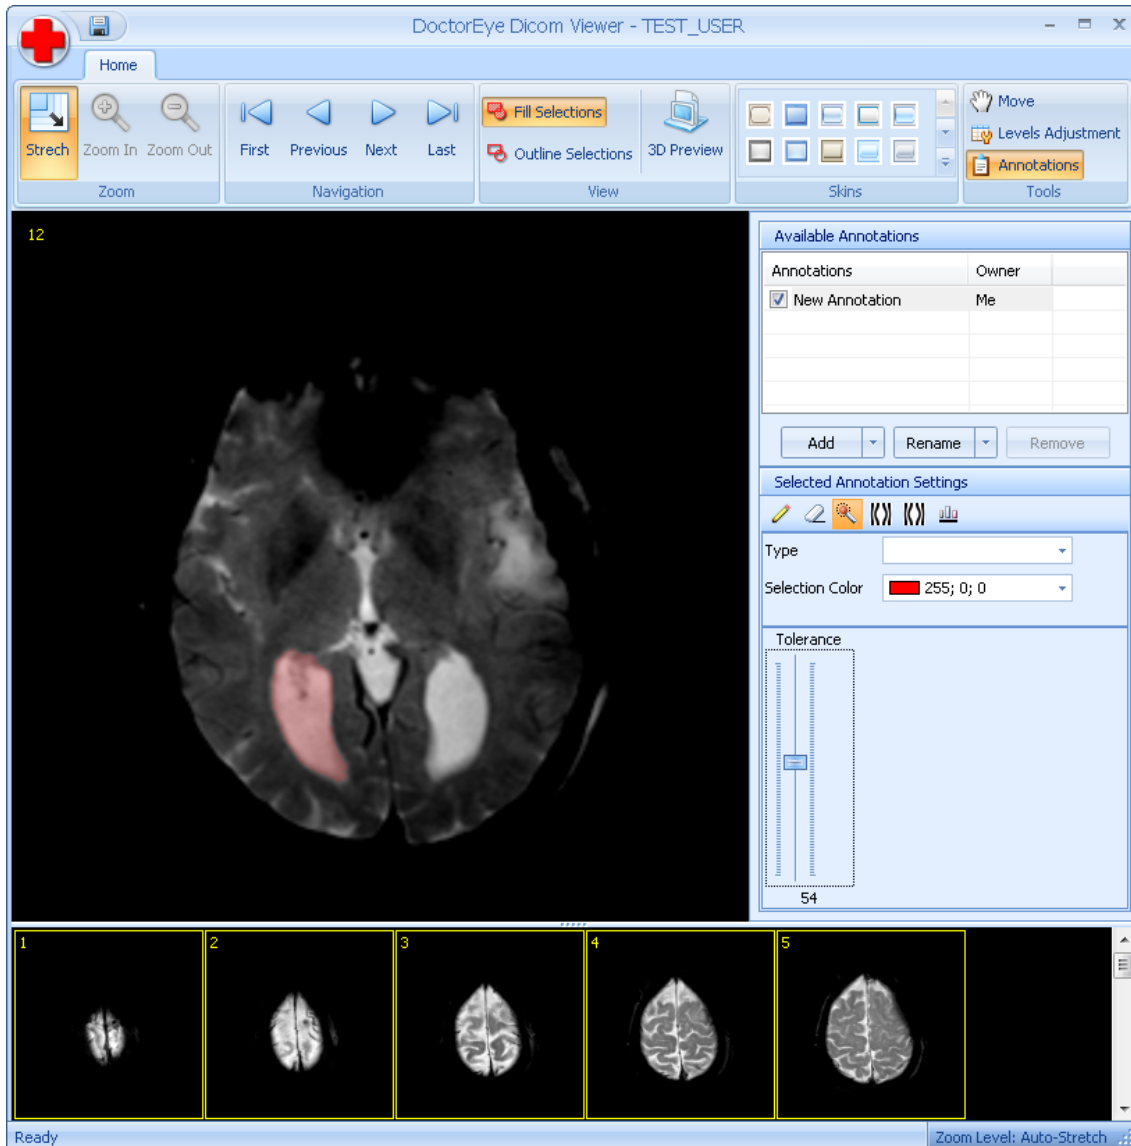 DoctorEye Dicom Viewer - TEST_USER
Home
Strech
Zoom In
Zoom Out
Zoom
First
Previous
Next
Last
Navigation
Fill Selections
Outline Selections
3D Preview
View
Skins
Move
Levels Adjustment
Annotations
Tools
12
Available Annotations
Annotations Owner
New Annotation Me
Add
Rename
Remove
Selected Annotation Settings
Type
Selection Color 255; 0; 0
Tolerance
54
1
2
3
4
5
Ready
Zoom Level: Auto-Stretch